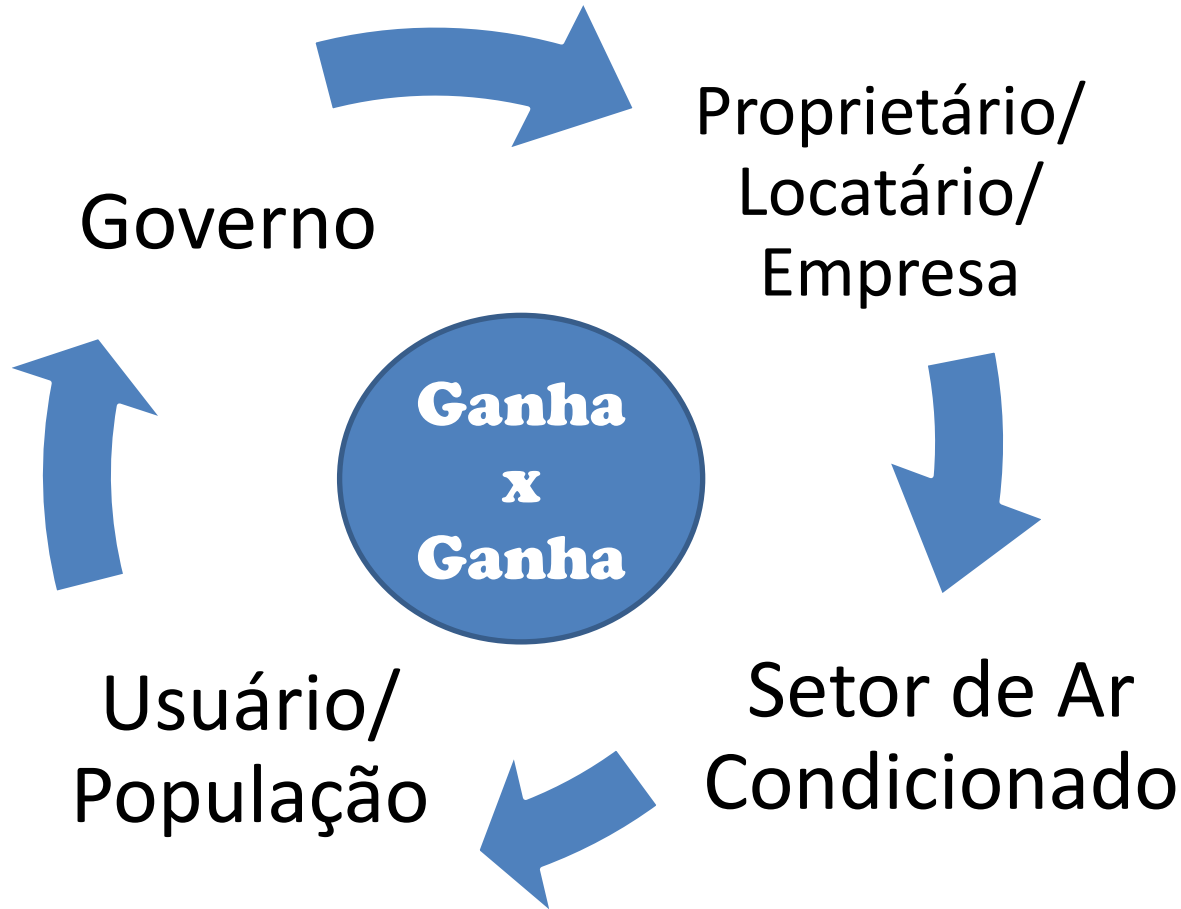 Governo
Proprietário/
Locatário/
Empresa
Ganha
x
Ganha
Setor de Ar
Condicionado
Usuário/
População